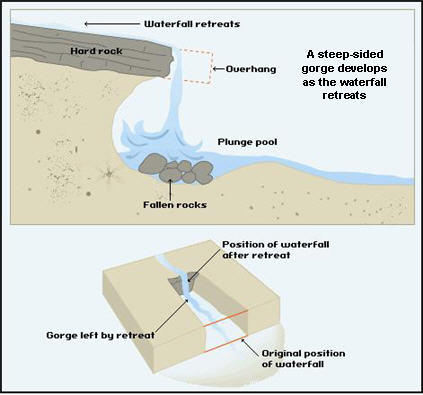 Waterfall retreats
Hard rock
Overhang
A steep-sided
gorge develops
as the waterfall
retreats
Plunge pool
Fallen rocks
Position of waterfall
after retreat
Gorge left by retreat
Original position
of waterfall